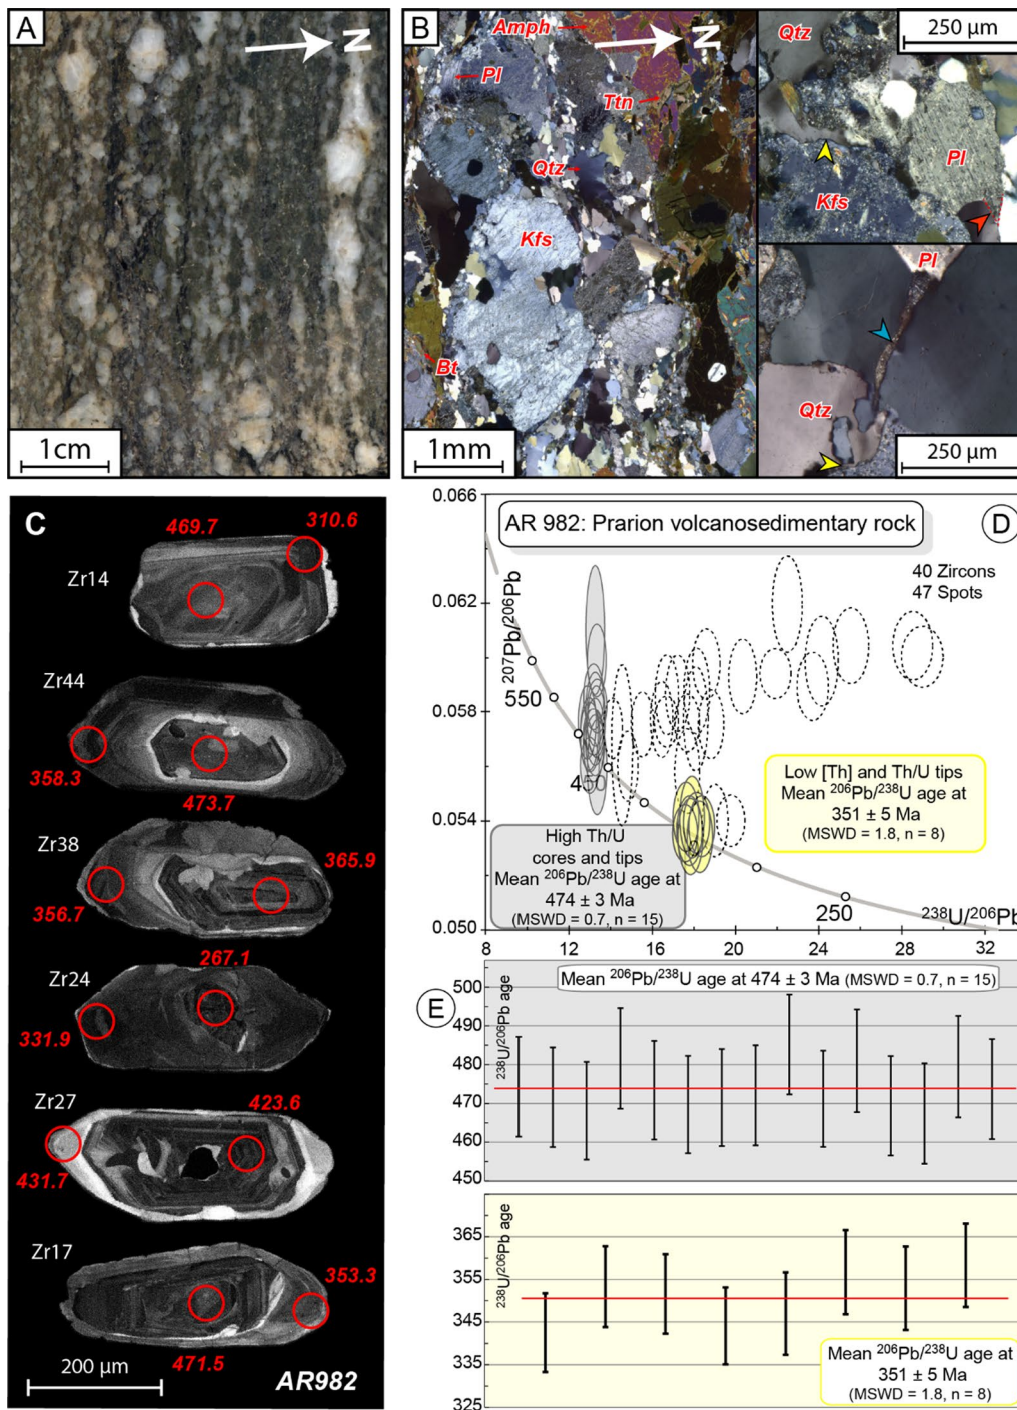 A
N
1cm
B
Amph
N
Pl
Ttn
Qtz
Kfs
Bt
1mm
Qtz
250 µm
Pl
Kfs
Pl
Qtz
250 µm
C
469.7
310.6
Zr14
Zr44
358.3
473.7
Zr38
365.9
356.7
267.1
Zr24
331.9
423.6
Zr27
431.7
Zr17
353.3
471.5
200 µm
AR982
0.066
AR 982: Prarion volcanosedimentary rock
D
40 Zircons
47 Spots
0.062
²⁰⁷Pb/²⁰⁶Pb
550
0.058
450
Low [Th] and Th/U tips
Mean ²⁰⁶Pb/²³⁸U age at
351 ± 5 Ma
(MSWD = 1.8, n = 8)
0.054
High Th/U
cores and tips
Mean ²⁰⁶Pb/²³⁸U age at
474 ± 3 Ma
(MSWD = 0.7, n = 15)
250
²³⁸U/²⁰⁶Pb
0.050
8 12 16 20 24 28 32
E
Mean ²⁰⁶Pb/²³⁸U age at 474 ± 3 Ma (MSWD = 0.7, n = 15)
²³⁸U/²⁰⁶Pb age
500
490
480
470
460
450
²³⁸U/²⁰⁶Pb age
365
355
345
335
325
Mean ²⁰⁶Pb/²³⁸U age at
351 ± 5 Ma
(MSWD = 1.8, n = 8)